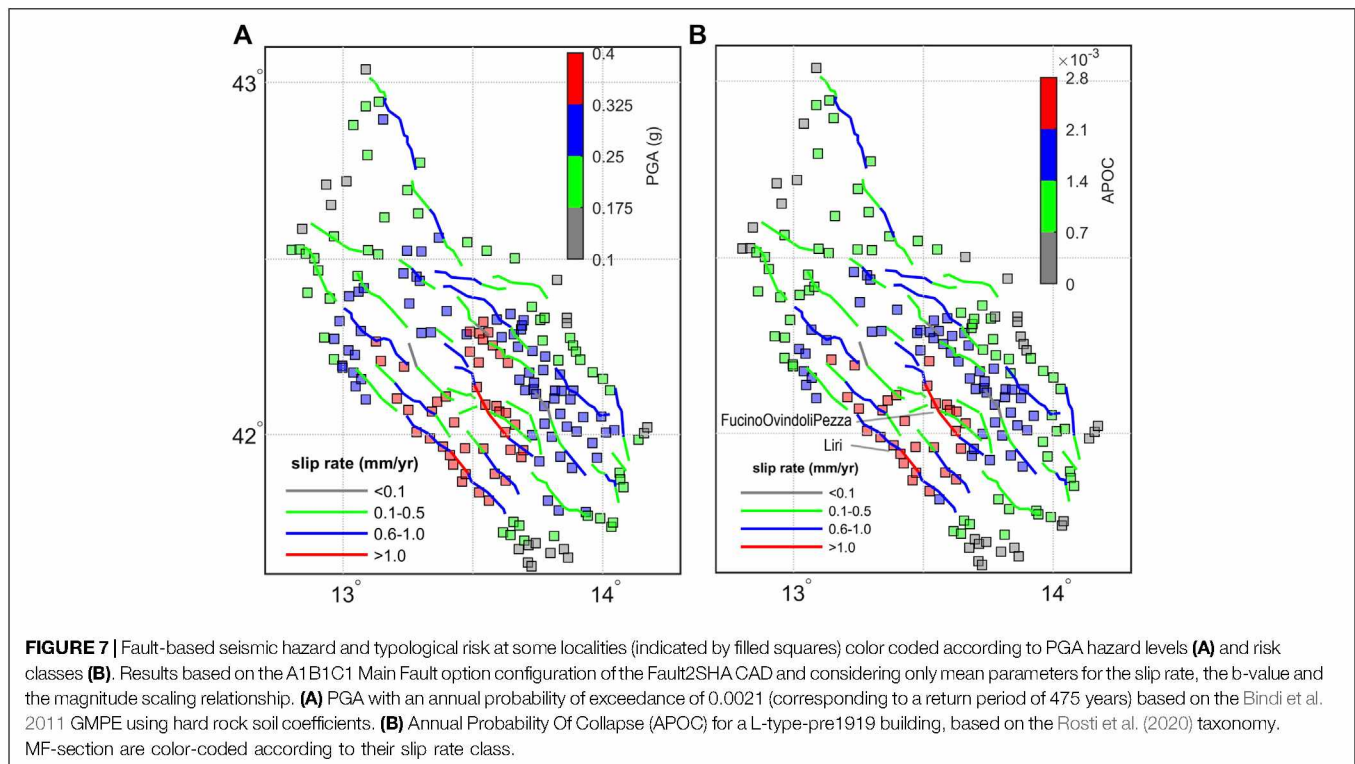 A
B
43°
42°
13°
14°
0.4
0.325
0.25
0.175
0.1
PGA (g)
slip rate (mm/yr)
<0.1
0.1-0.5
0.6-1.0
>1.0
×10⁻³
2.8
2.1
1.4
0.7
0
APOC
FucinoOvindoliPezza
Liri
slip rate (mm/yr)
<0.1
0.1-0.5
0.6-1.0
>1.0
13°
14°
FIGURE 7 | Fault-based seismic hazard and typological risk at some localities (indicated by filled squares) color coded according to PGA hazard levels (A) and risk
classes (B). Results based on the A1B1C1 Main Fault option configuration of the Fault2SHA CAD and considering only mean parameters for the slip rate, the b-value and
the magnitude scaling relationship. (A) PGA with an annual probability of exceedance of 0.0021 (corresponding to a return period of 475 years) based on the Bindi et al.
2011 GMPE using hard rock soil coefficients. (B) Annual Probability Of Collapse (APOC) for a L-type-pre1919 building, based on the Rosti et al. (2020) taxonomy.
MF-section are color-coded according to their slip rate class.